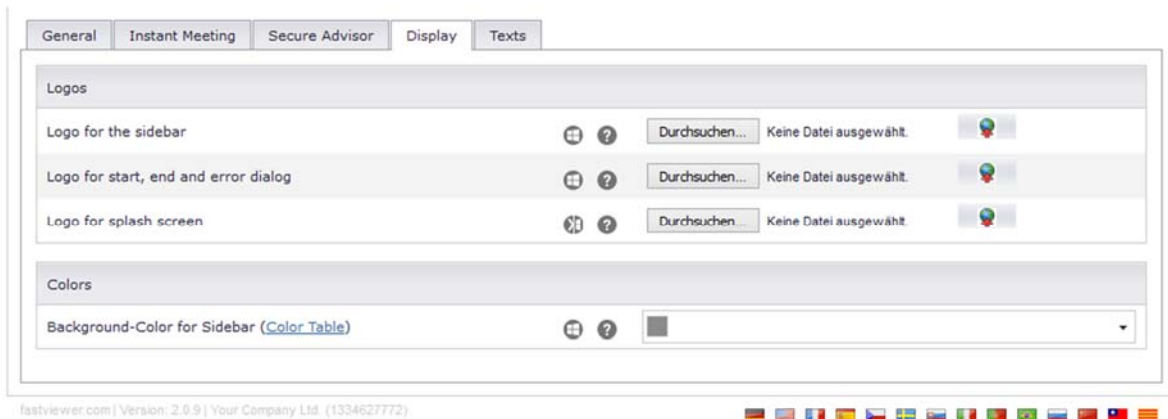 General Instant Meeting Secure Advisor Display Texts
Logos
Logo for the sidebar Durchsuchen... Keine Datei ausgewählt.
Logo for start, end and error dialog Durchsuchen... Keine Datei ausgewählt.
Logo for splash screen Durchsuchen... Keine Datei ausgewählt.
Colors
Background-Color for Sidebar (Color Table)
fastviewer.com | Version: 2.0.9 | Your Company Ltd. (1334627772)